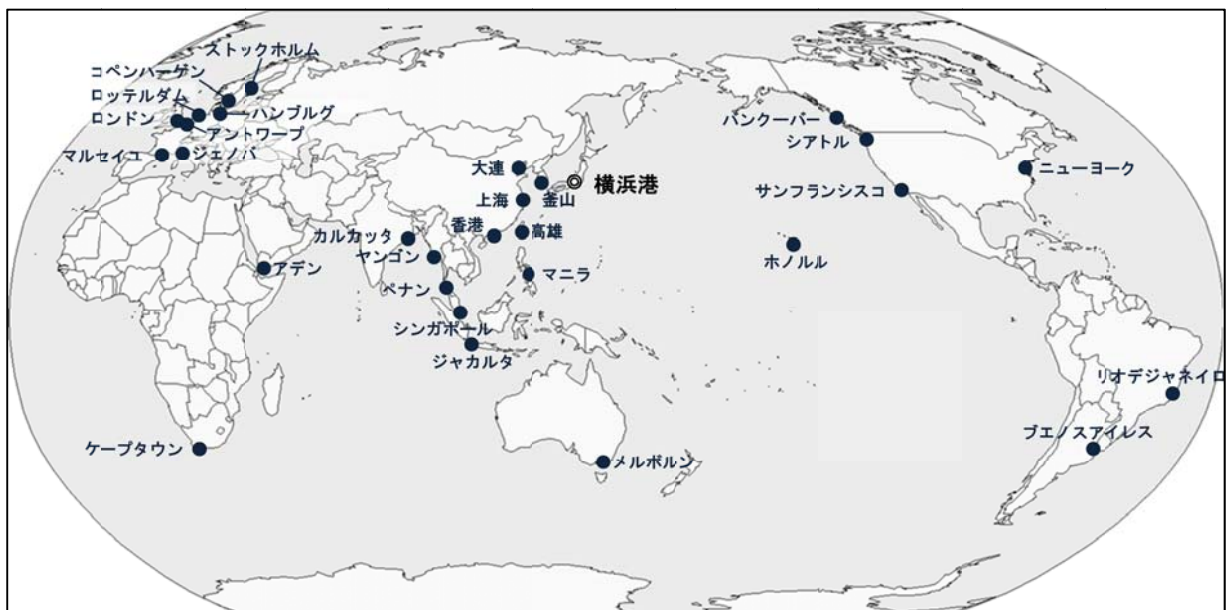 ストックホルム
コペンハーゲン
ロッテルダム
ハンブルグ
ロンドン
アントワープ
マルセイユ
ジェノバ
大連
横浜港
上海
釜山
香港
高雄
カルカッタ
ヤンゴン
アデン
マニラ
ペナン
シンガポール
ジャカルタ
ケープタウン
メルボルン
バンクーバー
シアトル
ニューヨーク
サンフランシスコ
ホノルル
リオデジャネイロ
ブエノスアイレス